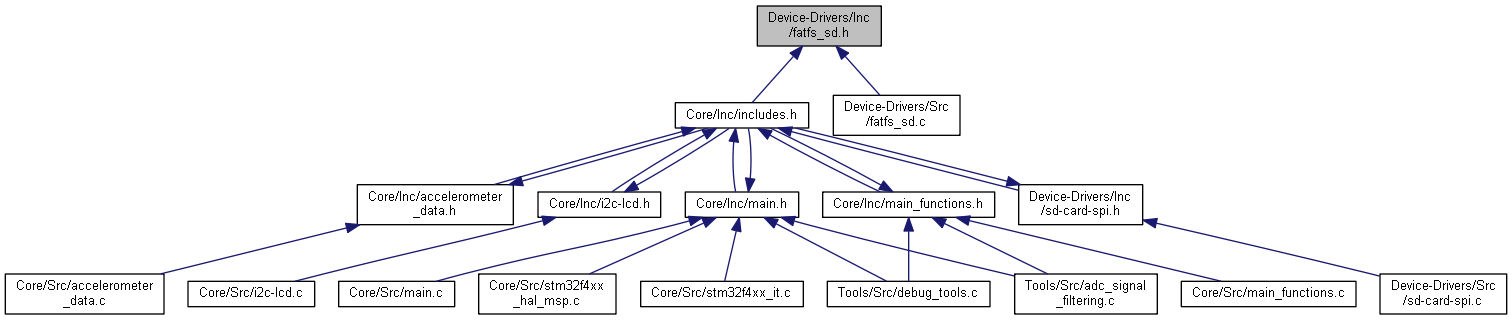 Device-Drivers/Inc
/fatfs_sd.h
Core/Inc/includes.h
Device-Drivers/Src
/fatfs_sd.c
Core/Inc/accelerometer
_data.h
Core/Inc/i2c-lcd.h
Core/Inc/main.h
Core/Inc/main_functions.h
Device-Drivers/Inc
/sd-card-spi.h
Core/Src/accelerometer
_data.c
Core/Src/i2c-lcd.c
Core/Src/main.c
Core/Src/stm32f4xx
_hal_msp.c
Core/Src/stm32f4xx_it.c
Tools/Src/debug_tools.c
Tools/Src/adc_signal
_filtering.c
Core/Src/main_functions.c
Device-Drivers/Src
/sd-card-spi.c